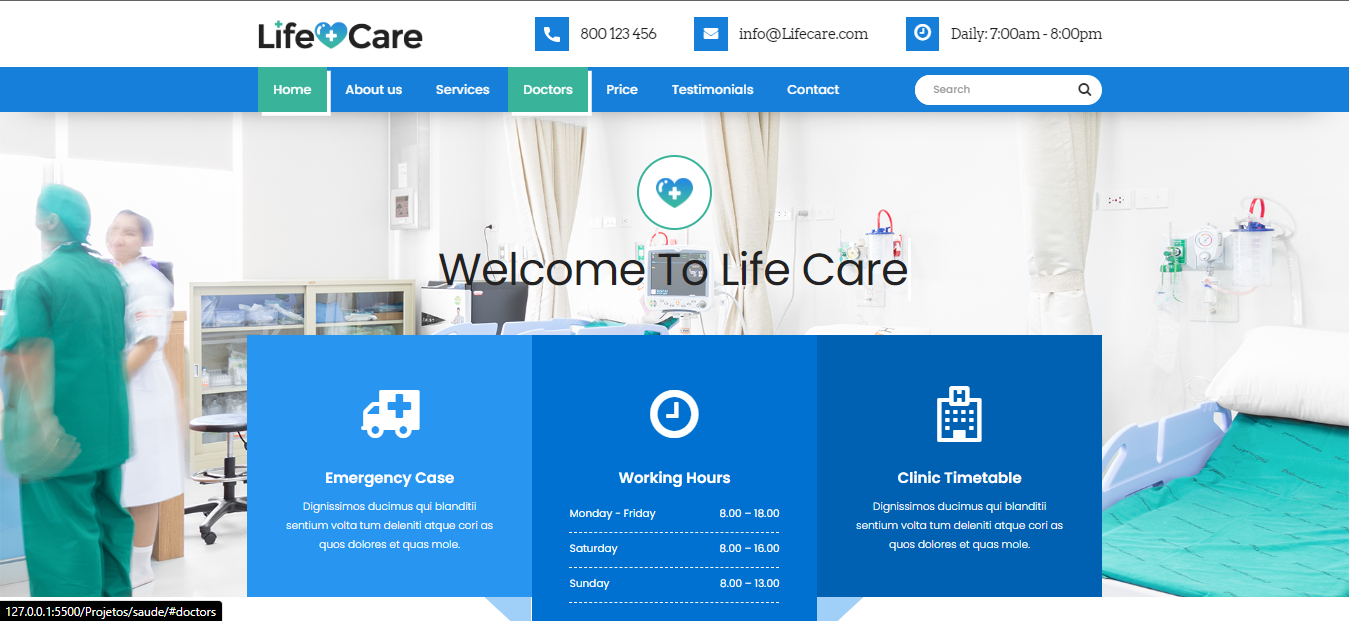 Life Care
800 123 456
info@Lifecare.com
Daily: 7:00am - 8:00pm
Home
About us
Services
Doctors
Price
Testimonials
Contact
Search
Welcome To Life Care
Emergency Case
Dignissimos ducimus qui blanditii
sentium volta tum deleniti atque cori as
quos dolores et quas mole.
Working Hours
Monday - Friday 8.00 – 18.00
Saturday 8.00 – 16.00
Sunday 8.00 – 13.00
H
Clinic Timetable
Dignissimos ducimus qui blanditii
sentium volta tum deleniti atque cori as
quos dolores et quas mole.
127.0.0.1:5500/Projetos/saude/#doctors